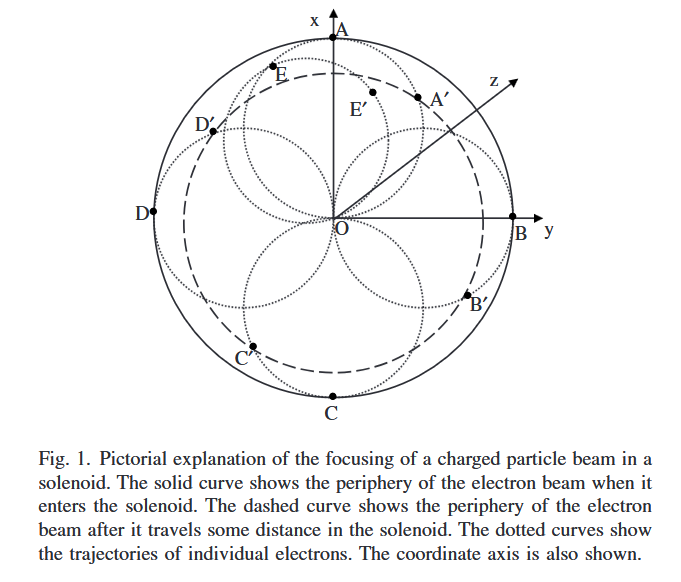 x
A
E
z
E′
A′
D′
D
O
B y
B′
C′
C
Fig. 1. Pictorial explanation of the focusing of a charged particle beam in a
solenoid. The solid curve shows the periphery of the electron beam when it
enters the solenoid. The dashed curve shows the periphery of the electron
beam after it travels some distance in the solenoid. The dotted curves show
the trajectories of individual electrons. The coordinate axis is also shown.